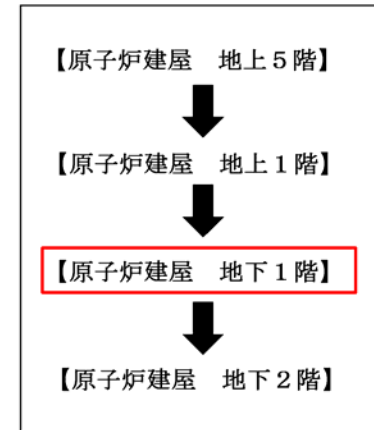 【原子炉建屋　地上５階】
【原子炉建屋　地上１階】
【原子炉建屋　地下１階】
【原子炉建屋　地下２階】